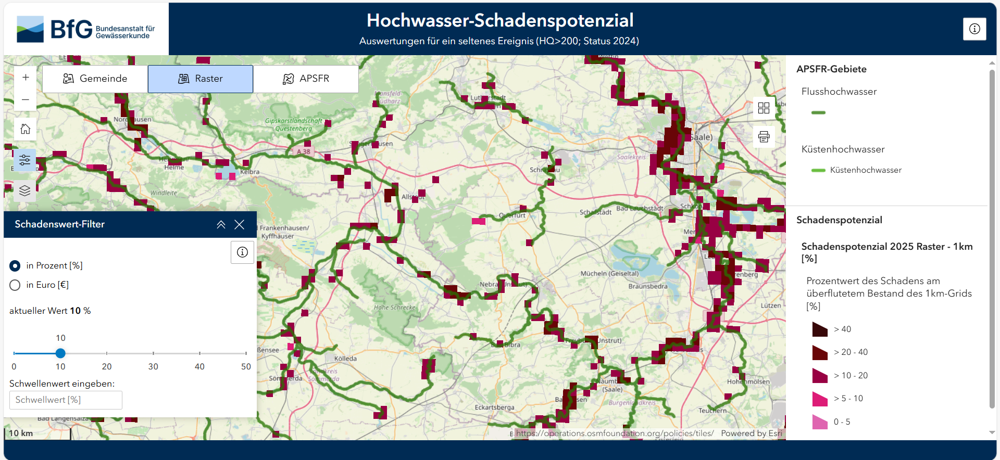 BfG Bundesanstalt für
Gewässerkunde
Hochwasser-Schadenspotenzial
Auswertungen für ein seltenes Ereignis (HQ>200; Status 2024)
Gemeinde
Raster
APSFR
+
−
Mansfeld-
Südharz
Gipskarstlandschaft
Questenberg
A 38
Saale)
Saalekreis
Helme
Kelbra
Windleite
Querfurt
Schafstädt
Bad Lauchstädt
Frankenhausen/
Kyffhäuser
Mücheln (Geiseltal)
Braunsbedra
Lützen
Hohe Schrecke
Kölleda
Landkreis
Sömmerda
Bad Bibra
(Saale)
Burgenlandkreis
Eckartsberga
Hohenmölsen
Teuchern
Bad Langensalza
Schadenswert-Filter
in Prozent [%]
in Euro [€]
aktueller Wert 10 %
10
0 10 20 30 40 50
Schwellenwert eingeben:
Schwellwert [%]
10 km
https://operations.osmfoundation.org/policies/tiles/ Powered by Esri
APSFR-Gebiete
Flusshochwasser
Küstenhochwasser
Küstenhochwasser
Schadenspotenzial
Schadenspotenzial 2025 Raster - 1km
[%]
Prozentwert des Schadens am
überflutetem Bestand des 1km-Grids
[%]
> 40
> 20 - 40
> 10 - 20
> 5 - 10
0 - 5